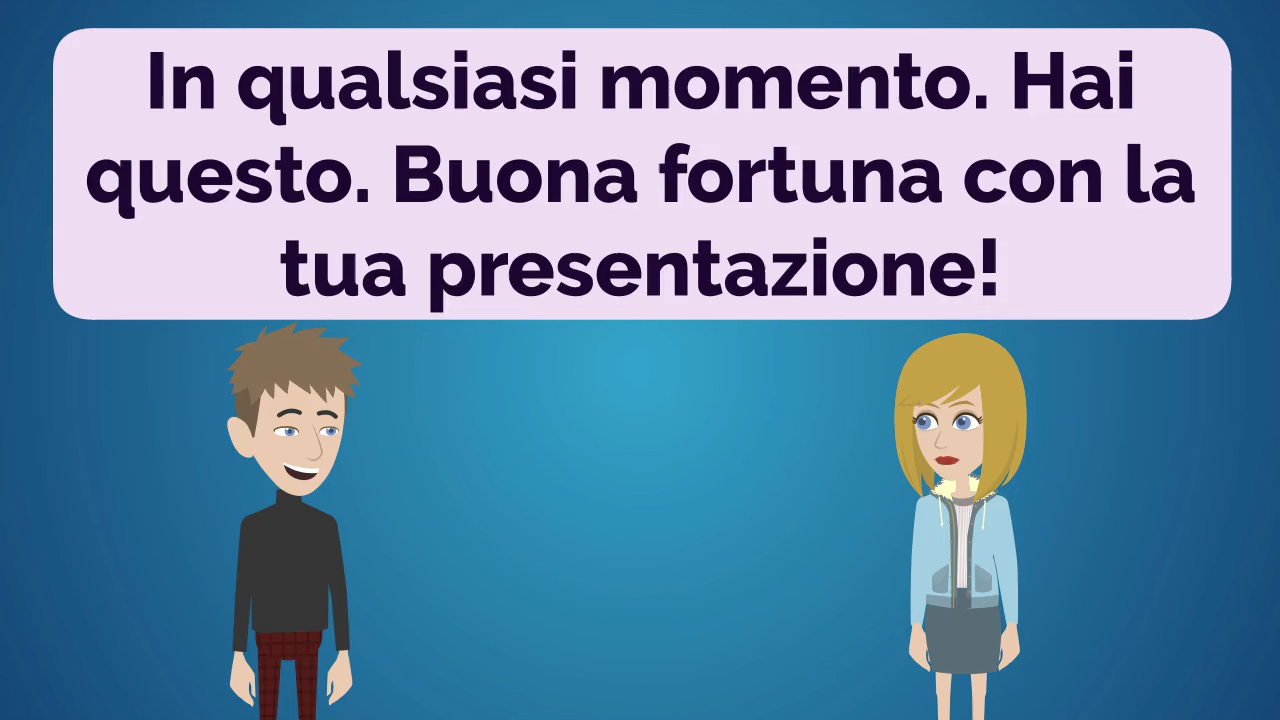 In qualsiasi momento. Hai
questo. Buona fortuna con la
tua presentazione!